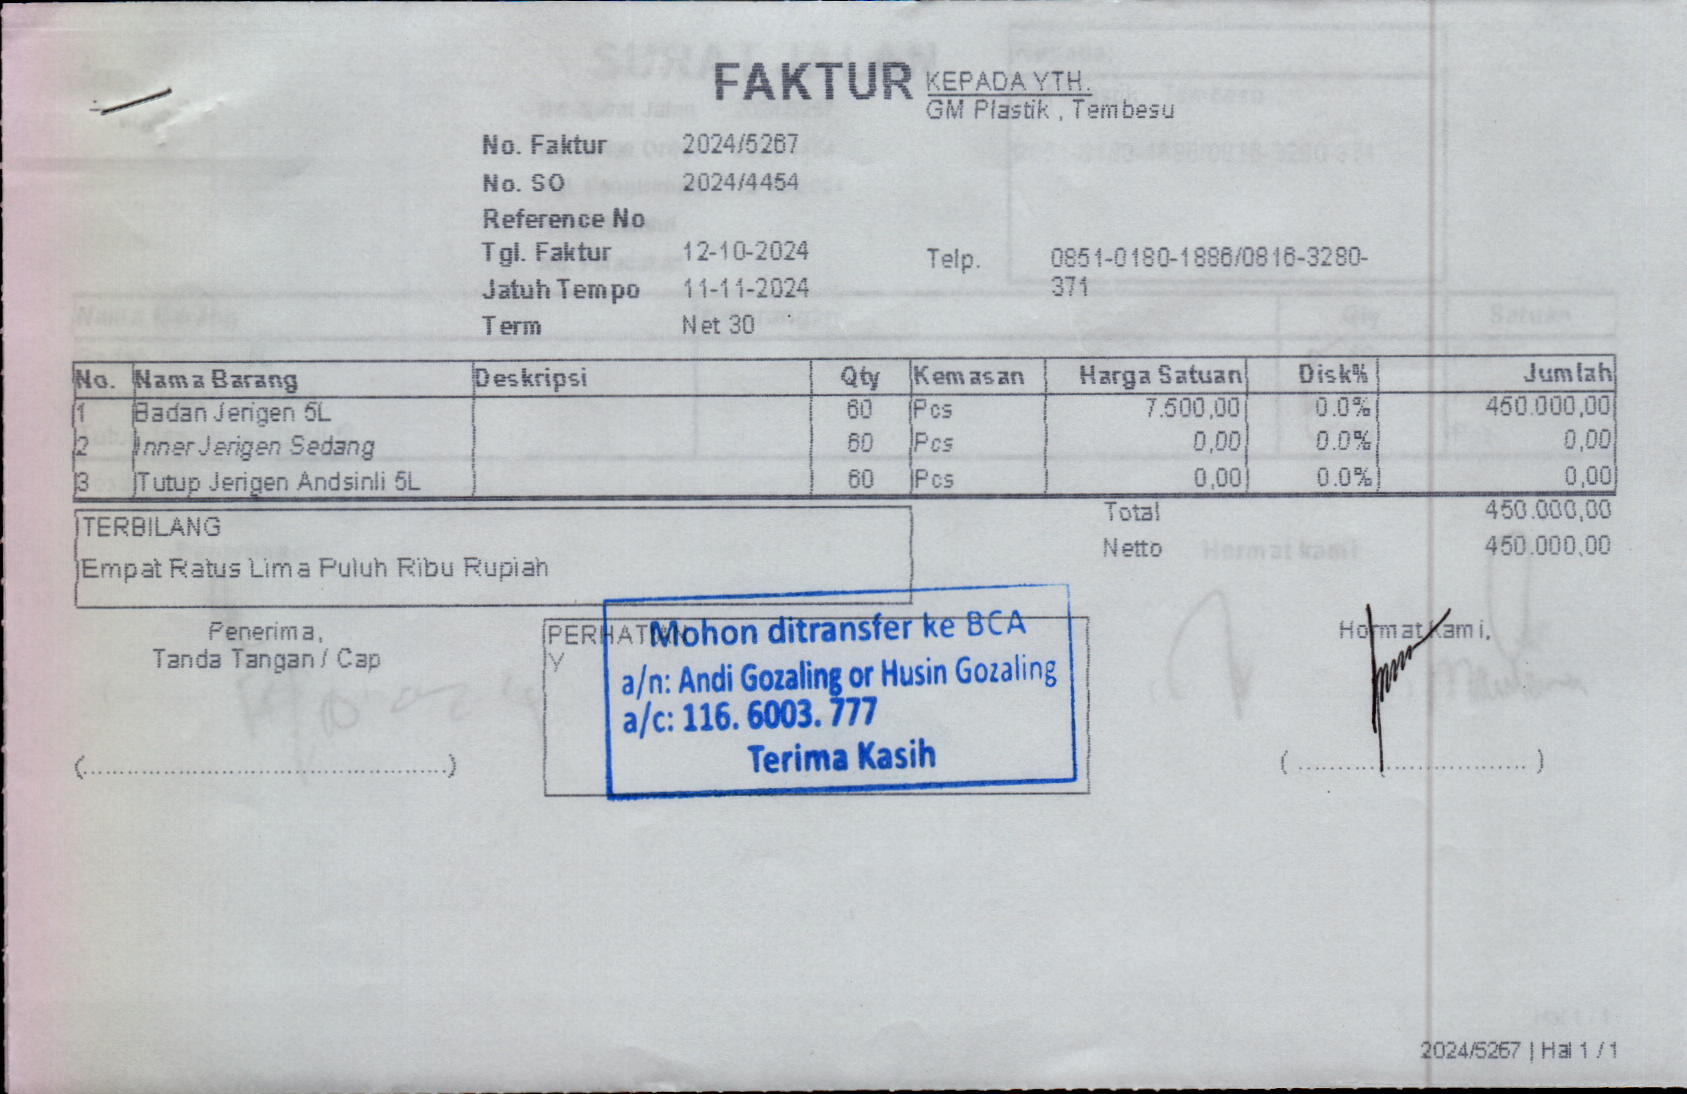 FAKTUR
KEPADA YTH.
GM Plastik , Tembesu
No. Faktur 2024/5267
No. SO 2024/4454
Reference No
Tgl. Faktur 12-10-2024
Jatuh Tempo 11-11-2024
Term Net 30
Telp. 0851-0180-1886/0816-3280-
371
No. Nama Barang Deskripsi Qty Kemasan Harga Satuan Disk% Jumlah
1 Badan Jerigen 5L 60 Pcs 7.500,00 0.0% 450.000,00
2 Inner Jerigen Sedang 60 Pcs 0,00 0.0% 0,00
3 Tutup Jerigen Andsinli 5L 60 Pcs 0,00 0.0% 0,00
Total 450.000,00
Netto 450.000,00
TERBILANG
Empat Ratus Lima Puluh Ribu Rupiah
Penerima,
Tanda Tangan / Cap
(................................................)
PERHAT
Y
Mohon ditransfer ke BCA
a/n: Andi Gozaling or Husin Gozaling
a/c: 116. 6003. 777
Terima Kasih
Hormat Kami,
( ................................ )
2024/5267 | Hal 1 / 1